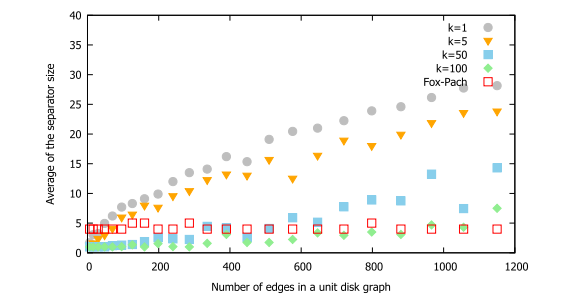 40
35
30
25
20
15
10
5
0
Average of the separator size
k=1
k=5
k=50
k=100
Fox-Pach
0 200 400 600 800 1000 1200
Number of edges in a unit disk graph